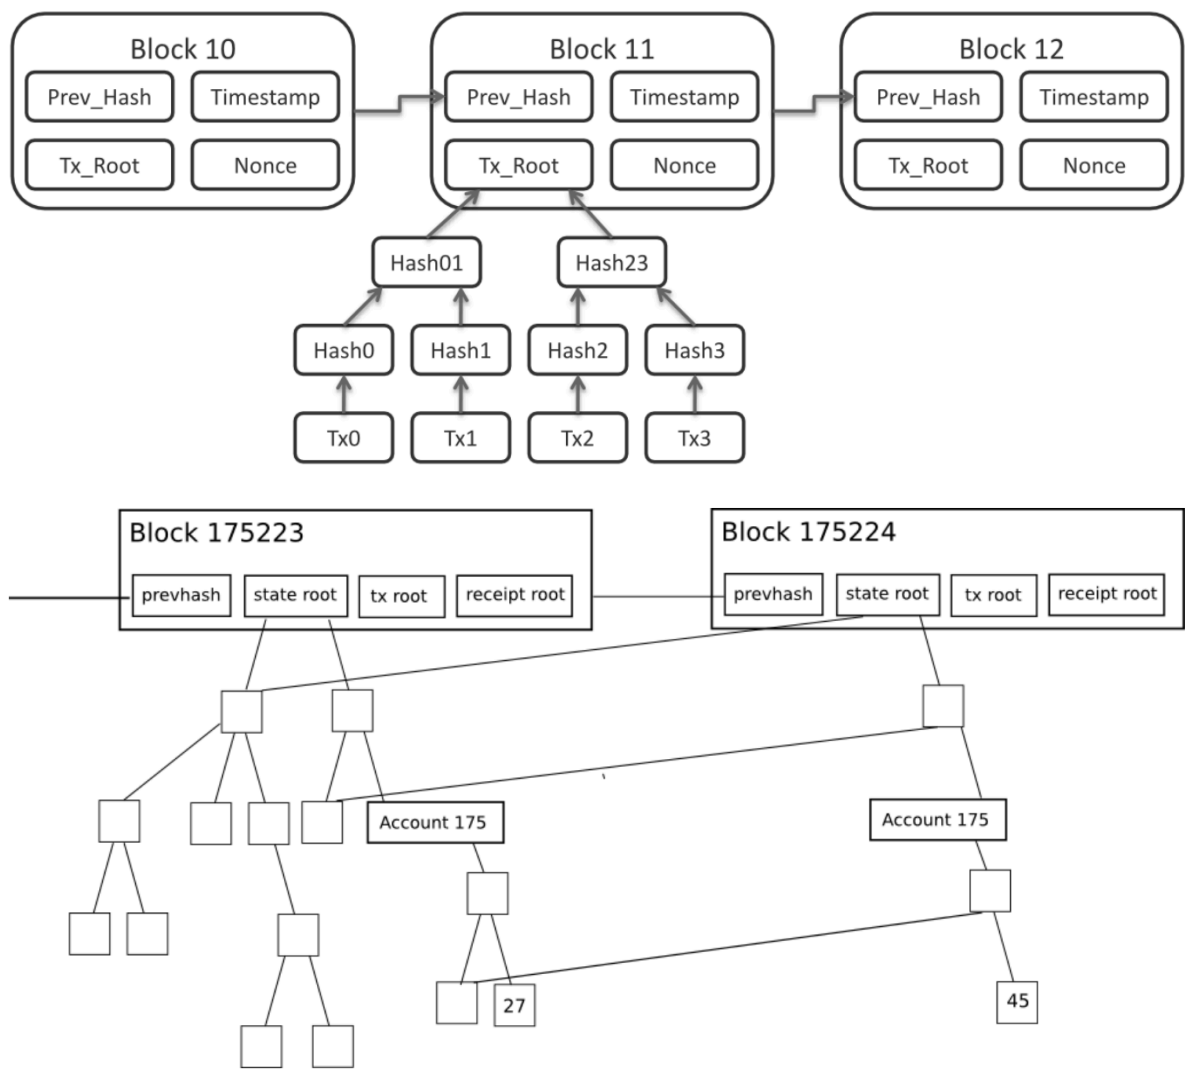 Block 10
Prev_Hash
Timestamp
Tx_Root
Nonce
Block 11
Prev_Hash
Timestamp
Tx_Root
Nonce
Block 12
Prev_Hash
Timestamp
Tx_Root
Nonce
Hash01
Hash23
Hash0
Hash1
Hash2
Hash3
Tx0
Tx1
Tx2
Tx3
Block 175223
prevhash
state root
tx root
receipt root
Block 175224
prevhash
state root
tx root
receipt root
Account 175
Account 175
27
45